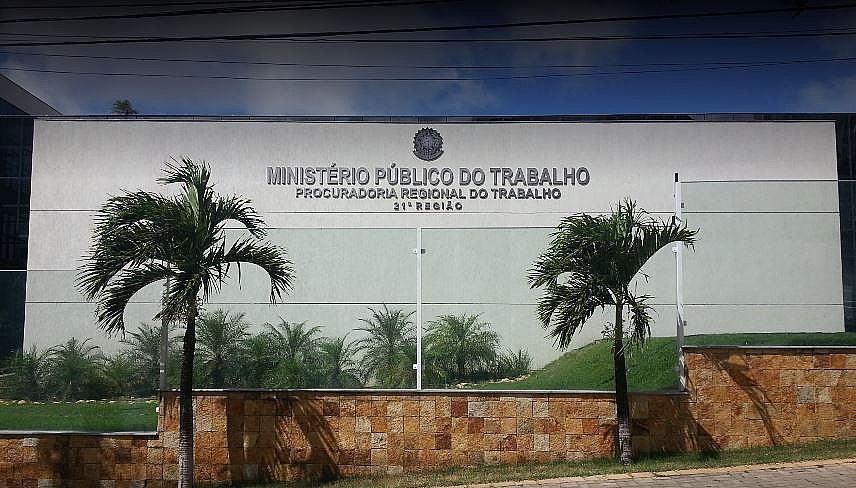 MINISTÉRIO PÚBLICO DO TRABALHO
PROCURADORIA REGIONAL DO TRABALHO
21ª REGIÃO